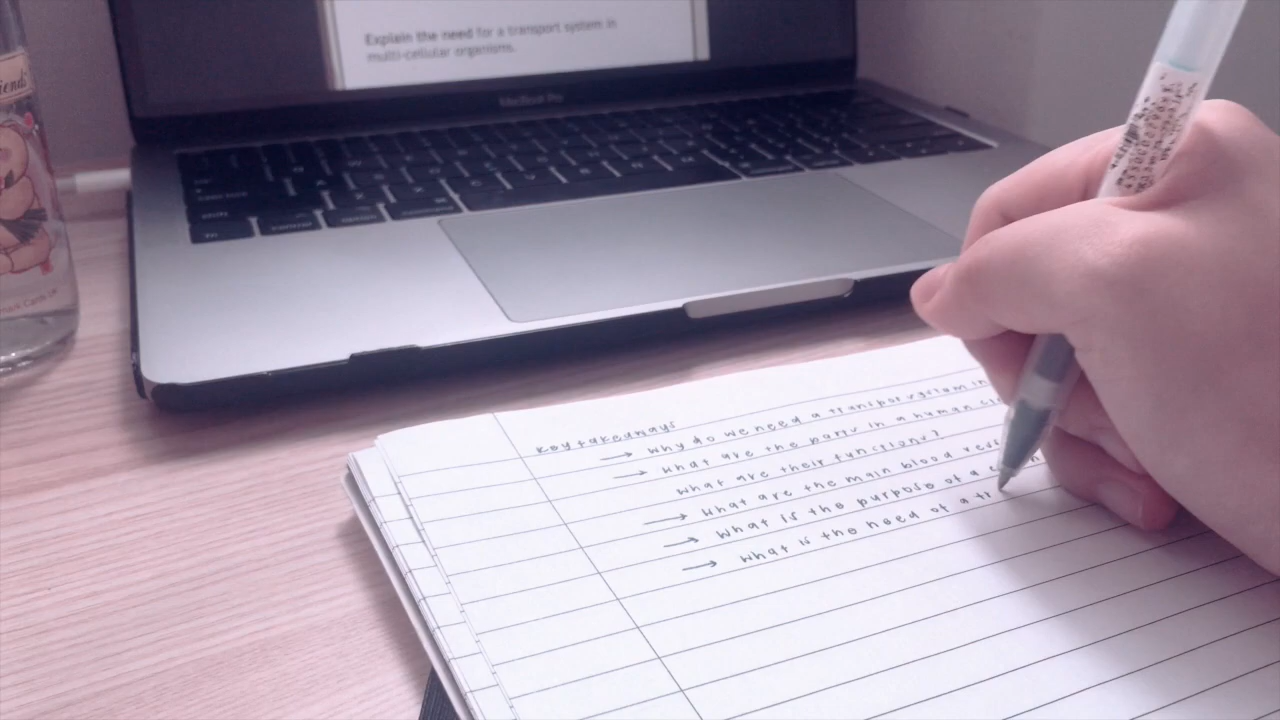 Explain the need for a transport system in
multi-cellular organisms.
MacBook Pro
key takeaways
→ why do we need a transpor system in
→ what are the parts in a human
what are their functions?
→ what are the main blood
→ what is the purpose of a
→ what is the need of a tr